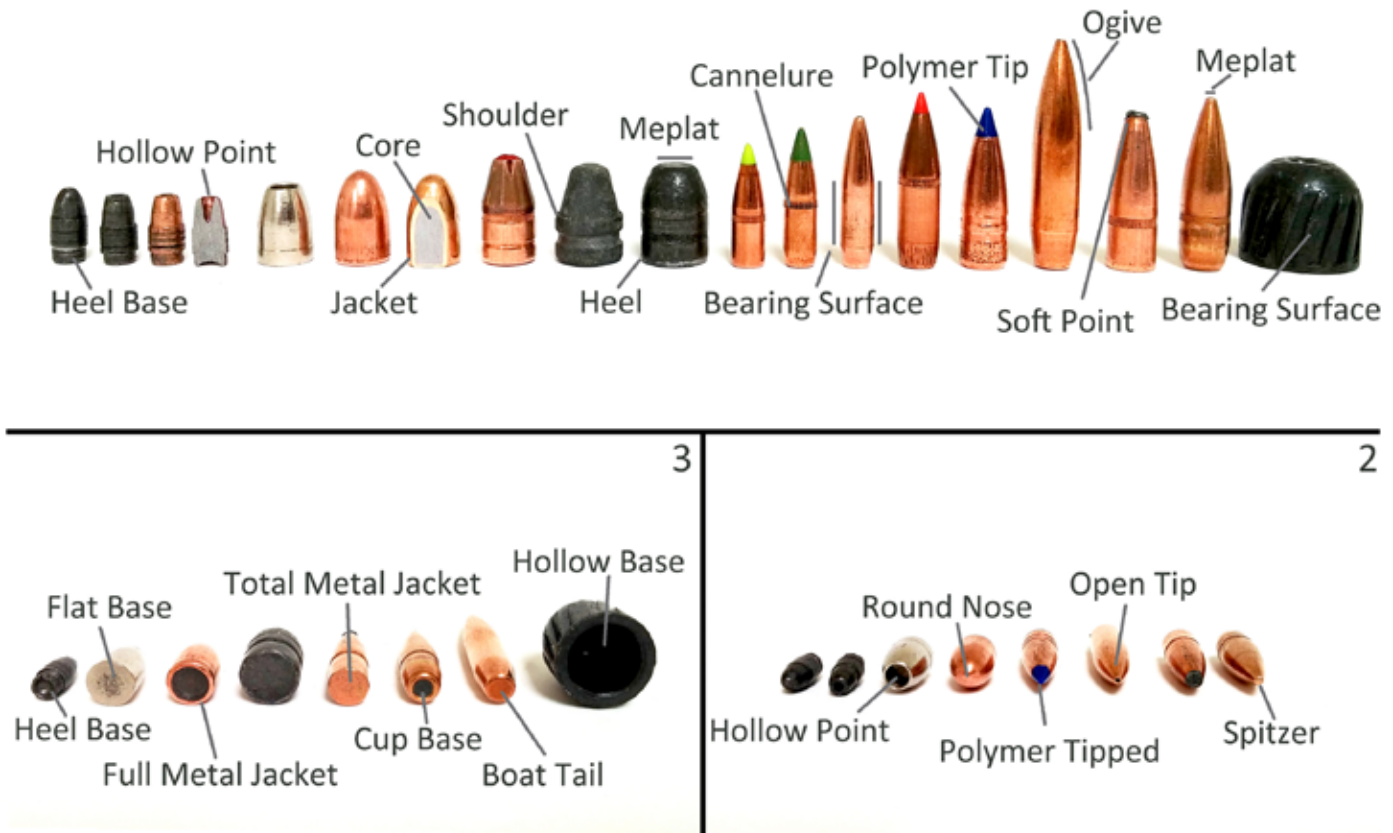 Ogive
Cannelure
Polymer Tip
Meplat
Shoulder
Meplat
Hollow Point
Core
Heel Base
Jacket
Heel
Bearing Surface
Soft Point
Bearing Surface
3
Hollow Base
Total Metal Jacket
Flat Base
Heel Base
Cup Base
Full Metal Jacket
Boat Tail
2
Open Tip
Round Nose
Hollow Point
Polymer Tipped
Spitzer